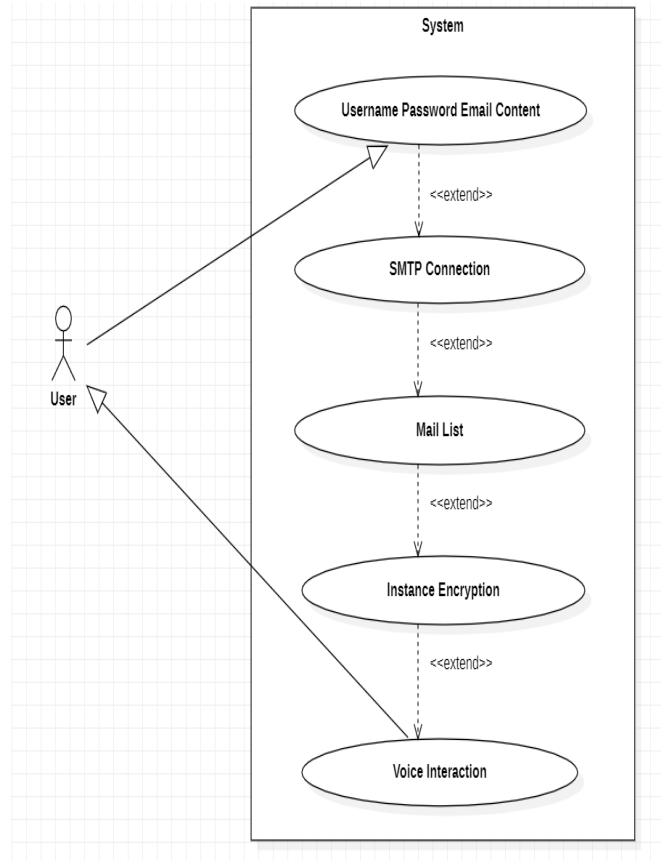 System
Username Password Email Content
<<extend>>
SMTP Connection
<<extend>>
Mail List
User
<<extend>>
Instance Encryption
<<extend>>
Voice Interaction